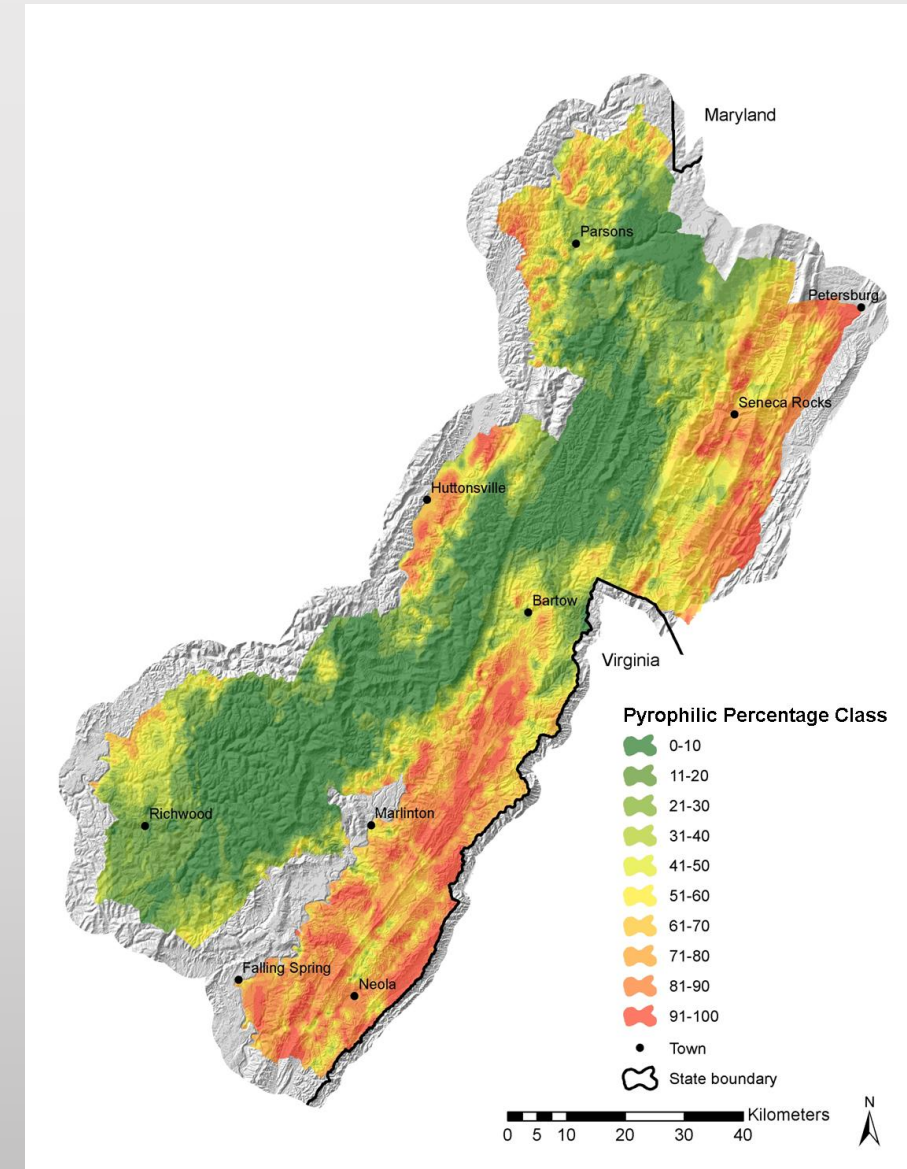 Maryland
Parsons
Petersburg
Seneca Rocks
Huttonsville
Bartow
Virginia
Richwood
Marlinton
Falling Spring
Neola
Pyrophilic Percentage Class
0-10
11-20
21-30
31-40
41-50
51-60
61-70
71-80
81-90
91-100
Town
State boundary
N
Kilometers
0 5 10 20 30 40